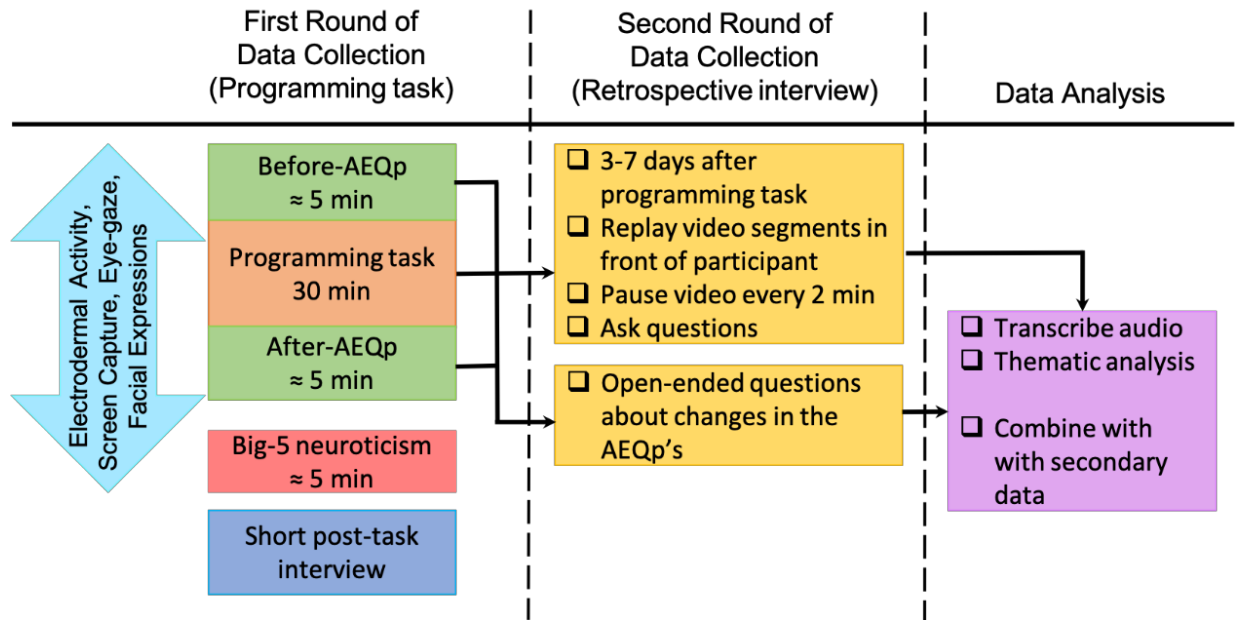 First Round of
Data Collection
(Programming task)
Second Round of
Data Collection
(Retrospective interview)
Data Analysis
Electrodermal Activity,
Screen Capture, Eye-gaze,
Facial Expressions
Before-AEQp
≈ 5 min
Programming task
30 min
After-AEQp
≈ 5 min
Big-5 neuroticism
≈ 5 min
Short post-task
interview
❑ 3-7 days after
programming task
❑ Replay video segments in
front of participant
❑ Pause video every 2 min
❑ Ask questions
❑ Open-ended questions
about changes in the
AEQp’s
❑ Transcribe audio
❑ Thematic analysis
❑ Combine with
with secondary
data